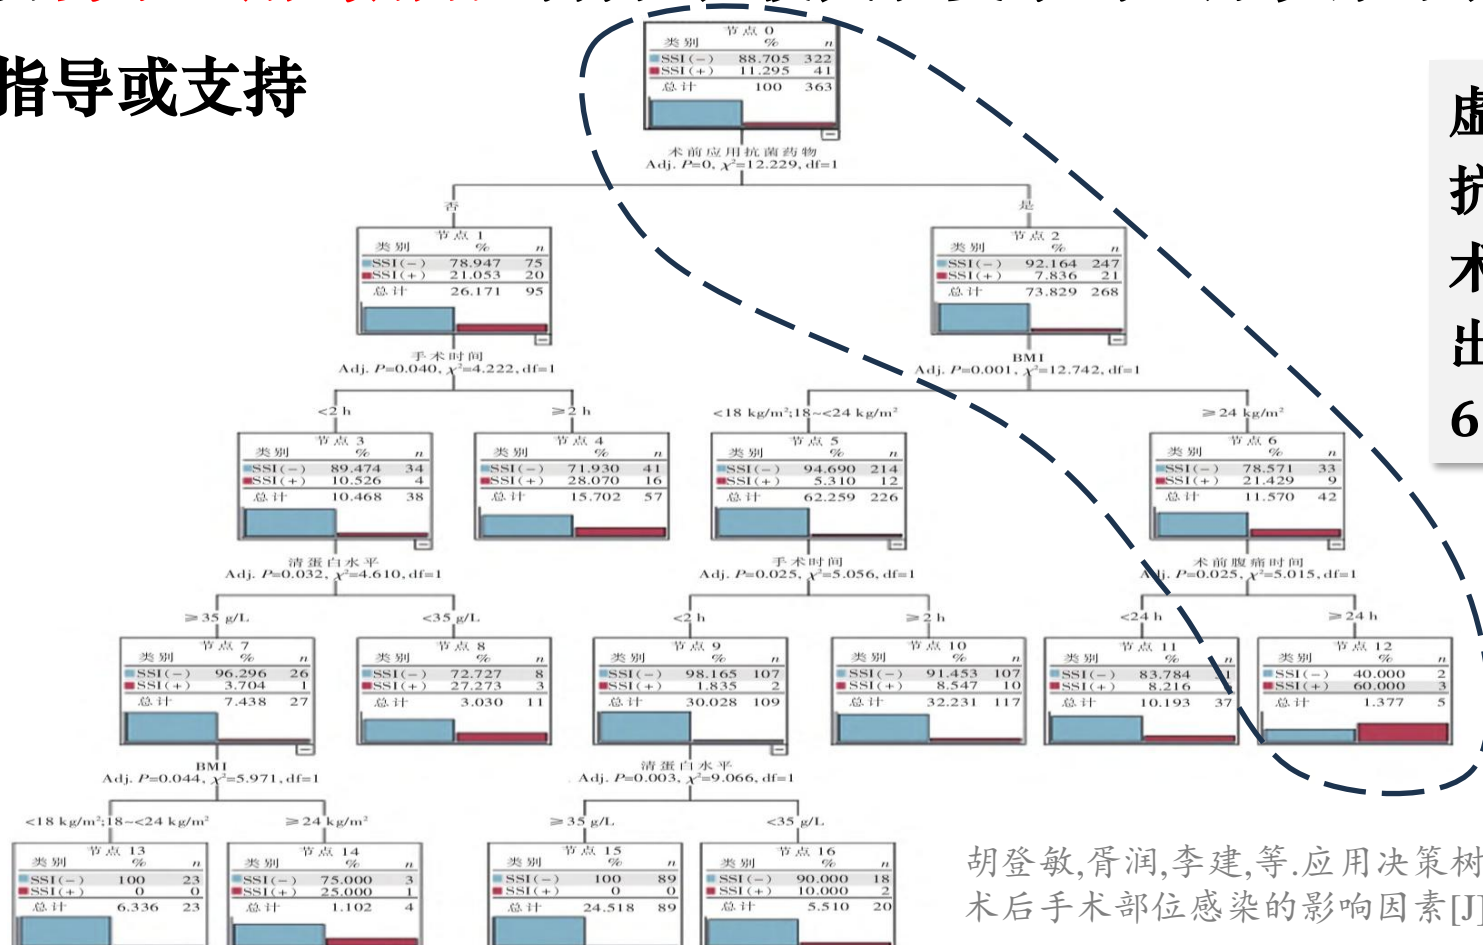 指导或支持
节点 0
类别 % n
SSI(−) 88.705 322
SSI(+) 11.295 41
总计 100 363
术前应用抗菌药物
Adj. P=0, χ²=12.229, df=1
否
是
节点 1
类别 % n
SSI(−) 78.947 75
SSI(+) 21.053 20
总计 26.171 95
手术时间
Adj. P=0.040, χ²=4.222, df=1
节点 2
类别 % n
SSI(−) 92.164 247
SSI(+) 7.836 21
总计 73.829 268
BMI
Adj. P=0.001, χ²=12.742, df=1
<2 h
≥2 h
<18 kg/m²;18~<24 kg/m²
≥24 kg/m²
节点 3
类别 % n
SSI(−) 89.474 34
SSI(+) 10.526 4
总计 10.468 38
清蛋白水平
Adj. P=0.032, χ²=4.610, df=1
节点 4
类别 % n
SSI(−) 71.930 41
SSI(+) 28.070 16
总计 15.702 57
节点 5
类别 % n
SSI(−) 94.690 214
SSI(+) 5.310 12
总计 62.259 226
手术时间
Adj. P=0.025, χ²=5.056, df=1
节点 6
类别 % n
SSI(−) 78.571 33
SSI(+) 21.429 9
总计 11.570 42
术前腹痛时间
Adj. P=0.025, χ²=5.015, df=1
≥35 g/L
<35 g/L
<2 h
≥2 h
<24 h
≥24h
节点 7
类别 % n
SSI(−) 96.296 26
SSI(+) 3.704 1
总计 7.438 27
BMI
Adj. P=0.044, χ²=5.971, df=1
节点 8
类别 % n
SSI(−) 72.727 8
SSI(+) 27.273 3
总计 3.030 11
节点 9
类别 % n
SSI(−) 98.165 107
SSI(+) 1.835 2
总计 30.028 109
清蛋白水平
Adj. P=0.003, χ²=9.066, df=1
节点 10
类别 % n
SSI(−) 91.453 107
SSI(+) 8.547 10
总计 32.231 117
节点 11
类别 % n
SSI(−) 83.784
SSI(+) 8.216
总计 10.193 37
节点 12
类别 % n
SSI(−) 40.000 2
SSI(+) 60.000 3
总计 1.377 5
<18 kg/m²;18~<24 kg/m²
≥24 kg/m²
≥35 g/L
<35 g/L
节点 13
类别 % n
SSI(−) 100 23
SSI(+) 0 0
总计 6.336 23
节点 14
类别 % n
SSI(−) 75.000 3
SSI(+) 25.000 1
总计 1.102 4
节点 15
类别 % n
SSI(−) 100 89
SSI(+) 0 0
总计 24.518 89
节点 16
类别 % n
SSI(−) 90.000 18
SSI(+) 10.000 2
总计 5.510 20
虚
抗
术
出
6
胡登敏,胥润,李建,等.应用决策树
术后手术部位感染的影响因素[J]